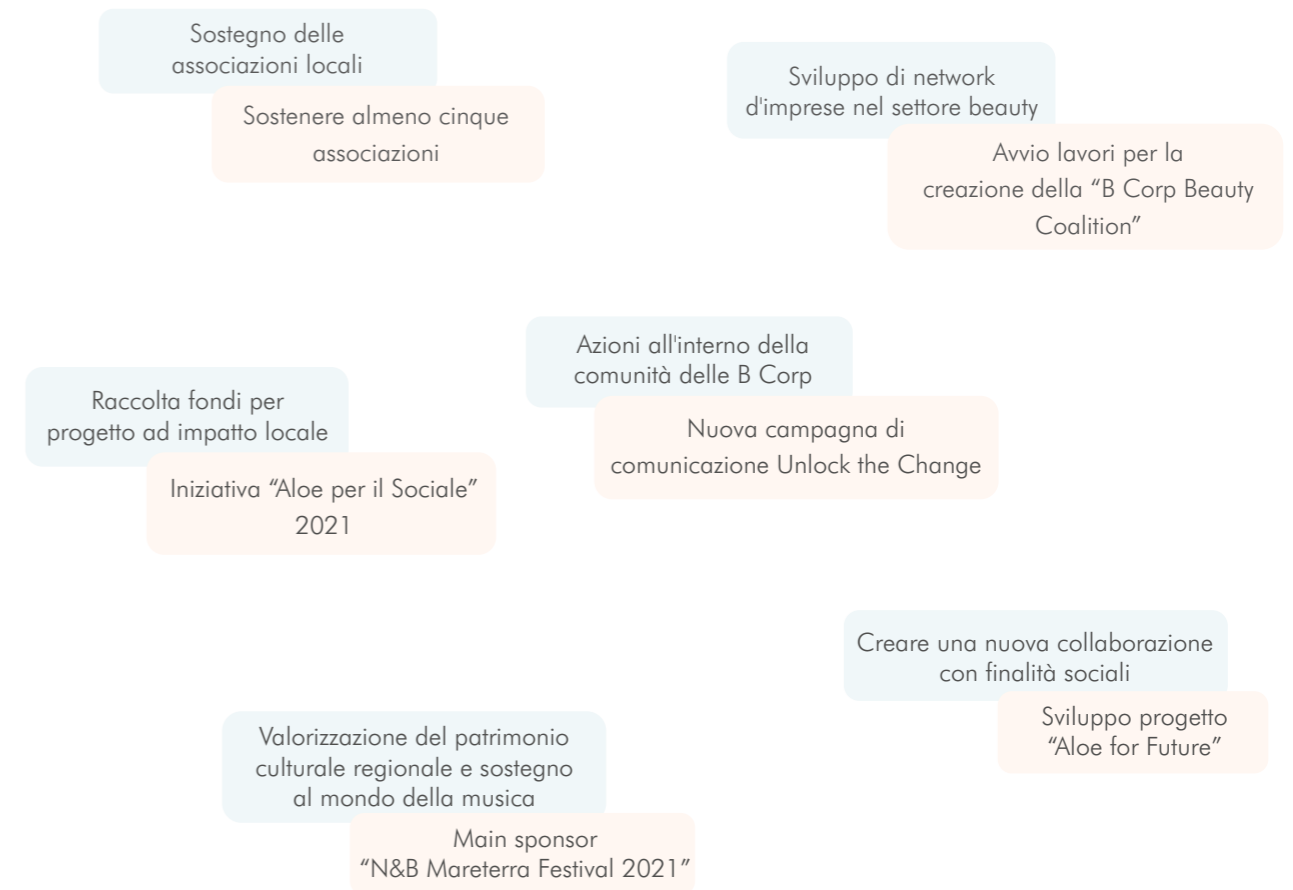 Sostegno delle
associazioni locali
Sostenere almeno cinque
associazioni
Sviluppo di network
d'imprese nel settore beauty
Avvio lavori per la
creazione della “B Corp Beauty
Coalition”
Azioni all'interno della
comunità delle B Corp
Nuova campagna di
comunicazione Unlock the Change
Raccolta fondi per
progetto ad impatto locale
Iniziativa “Aloe per il Sociale”
2021
Creare una nuova collaborazione
con finalità sociali
Sviluppo progetto
“Aloe for Future”
Valorizzazione del patrimonio
culturale regionale e sostegno
al mondo della musica
Main sponsor
“N&B Mareterra Festival 2021”